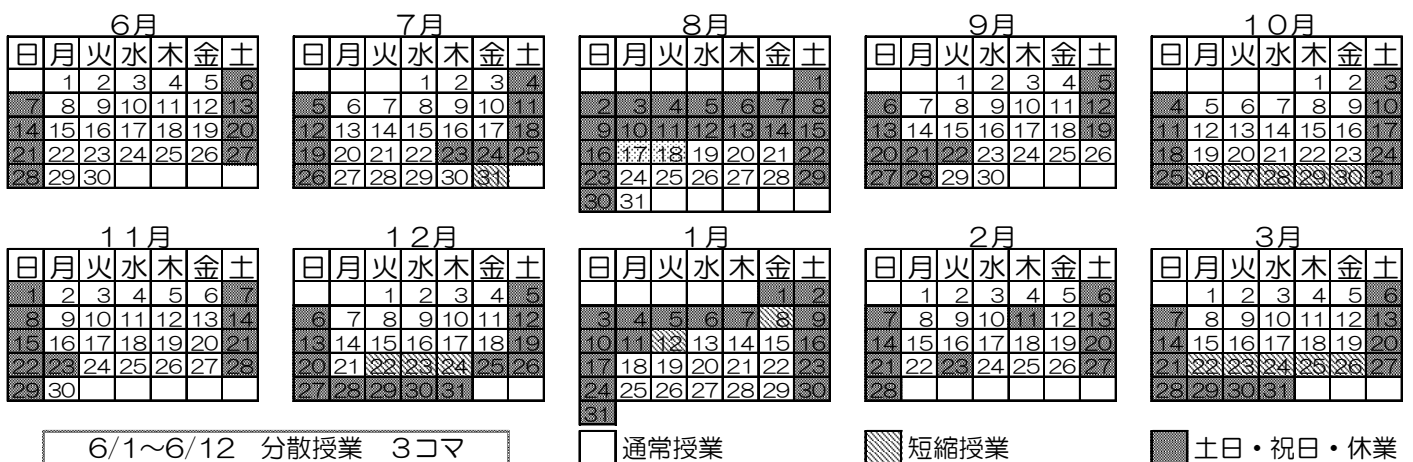 6月 7月 8月 9月 10月
日 月 火 水 木 金 土 日 月 火 水 木 金 土 日 月 火 水 木 金 土 日 月 火 水 木 金 土 日 月 火 水 木 金 土
1 2 3 4 5 6 1 2 3 4 1 1 2 3 4 5 1 2 3
7 8 9 10 11 12 13 5 6 7 8 9 10 11 2 3 4 5 6 7 8 6 7 8 9 10 11 12 4 5 6 7 8 9 10
14 15 16 17 18 19 20 12 13 14 15 16 17 18 9 10 11 12 13 14 15 13 14 15 16 17 18 19 11 12 13 14 15 16 17
21 22 23 24 25 26 27 19 20 21 22 23 24 25 16 17 18 19 20 21 22 20 21 22 23 24 25 26 18 19 20 21 22 23 24
28 29 30 26 27 28 29 30 31 23 24 25 26 27 28 29 27 28 29 30 25 26 27 28 29 30 31
30 31
11月 12月 1月 2月 3月
日 月 火 水 木 金 土 日 月 火 水 木 金 土 日 月 火 水 木 金 土 日 月 火 水 木 金 土 日 月 火 水 木 金 土
1 2 3 4 5 6 7 1 2 3 4 5 1 2 1 2 3 4 5 6 1 2 3 4 5 6
8 9 10 11 12 13 14 6 7 8 9 10 11 12 3 4 5 6 7 8 9 7 8 9 10 11 12 13 7 8 9 10 11 12 13
15 16 17 18 19 20 21 13 14 15 16 17 18 19 10 11 12 13 14 15 16 14 15 16 17 18 19 20 14 15 16 17 18 19 20
22 23 24 25 26 27 28 20 21 22 23 24 25 26 17 18 19 20 21 22 23 21 22 23 24 25 26 27 21 22 23 24 25 26 27
29 30 27 28 29 30 31 24 25 26 27 28 29 30 28 28 29 30 31
31
6/1～6/12 分散授業 3コマ 通常授業 短縮授業 土日・祝日・休業